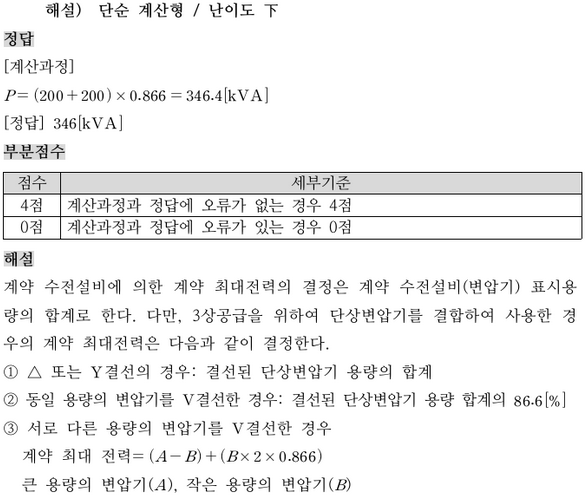 해설) 단순 계산형 / 난이도 下
정답
[계산과정]
P = (200 + 200) × 0.866 = 346.4[kVA]
[정답] 346[kVA]
부분점수
점수 세부기준
4점 계산과정과 정답에 오류가 없는 경우 4점
0점 계산과정과 정답에 오류가 있는 경우 0점
해설
계약 수전설비에 의한 계약 최대전력의 결정은 계약 수전설비(변압기) 표시용
량의 합계로 한다. 다만, 3상공급을 위하여 단상변압기를 결합하여 사용한 경
우의 계약 최대전력은 다음과 같이 결정한다.
① △ 또는 Y결선의 경우: 결선된 단상변압기 용량의 합계
② 동일 용량의 변압기를 V결선한 경우: 결선된 단상변압기 용량 합계의 86.6[%]
③ 서로 다른 용량의 변압기를 V결선한 경우
계약 최대 전력 = (A - B) + (B × 2 × 0.866)
큰 용량의 변압기(A), 작은 용량의 변압기(B)